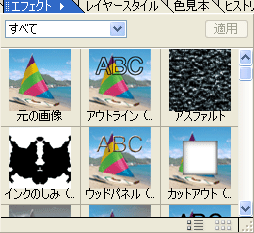 エフェクト
レイヤースタイル
色見本
ヒストリ
すべて
適用
ABC
元の画像
アウトライン (...
アスファルト
ABC
インクのしみ (...
ウッドパネル (...
カットアウト (...